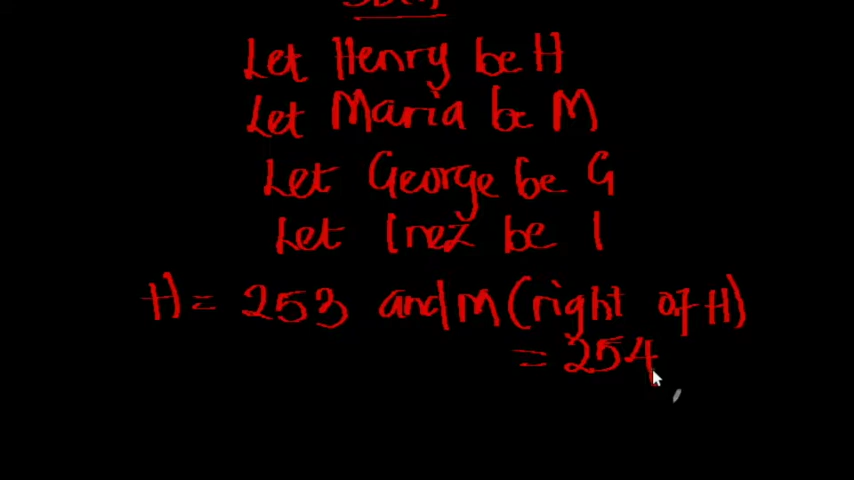 Let Henry be H
Let Maria be M
Let George be G
Let Inez be I
H = 253 and M (right of H)
= 254